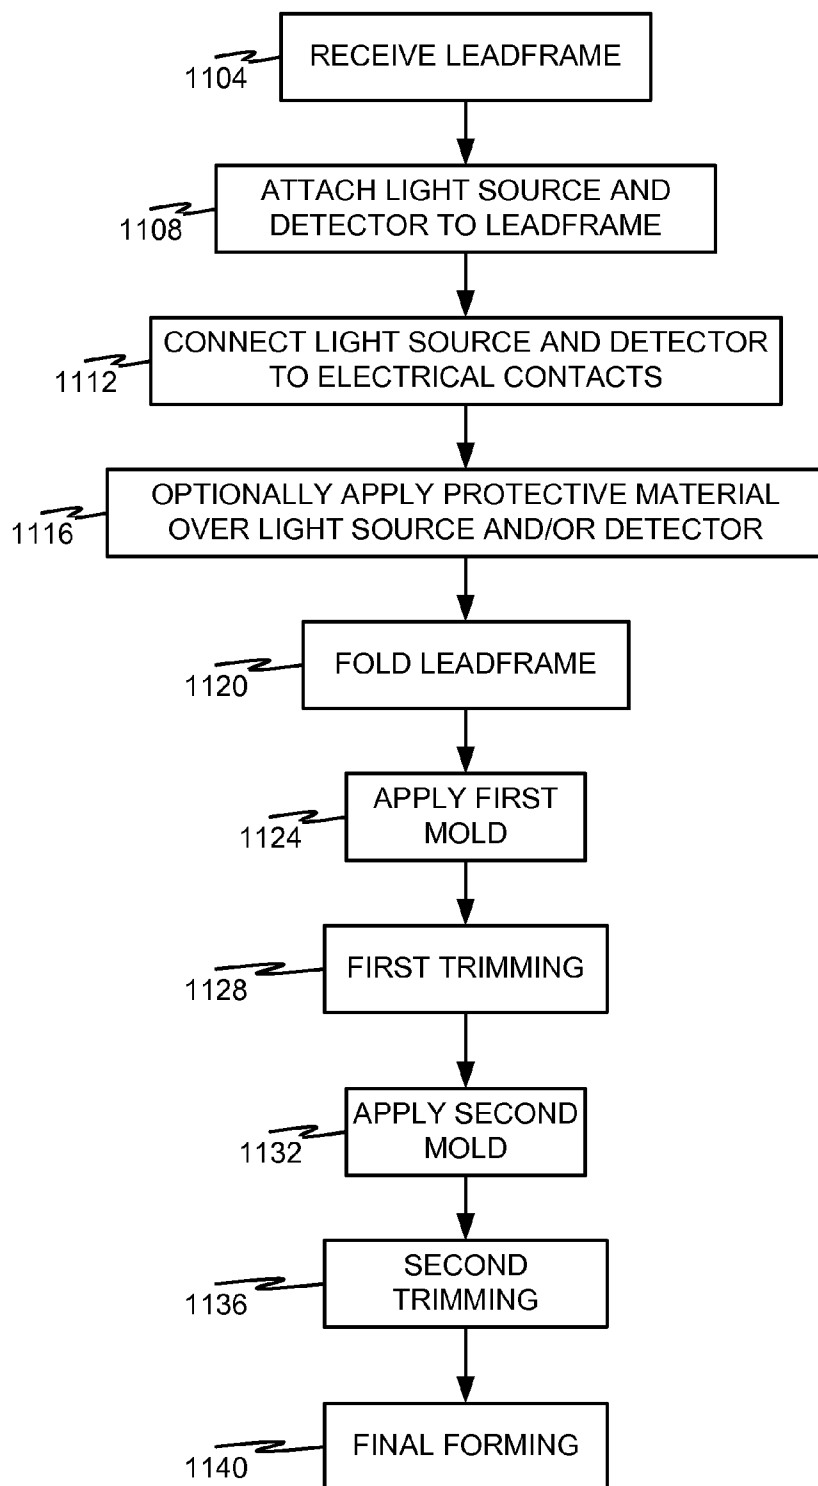 RECEIVE LEADFRAME
1104
ATTACH LIGHT SOURCE AND
DETECTOR TO LEADFRAME
1108
CONNECT LIGHT SOURCE AND DETECTOR
TO ELECTRICAL CONTACTS
1112
OPTIONALLY APPLY PROTECTIVE MATERIAL
OVER LIGHT SOURCE AND/OR DETECTOR
1116
FOLD LEADFRAME
1120
APPLY FIRST
MOLD
1124
FIRST TRIMMING
1128
APPLY SECOND
MOLD
1132
SECOND
TRIMMING
1136
FINAL FORMING
1140